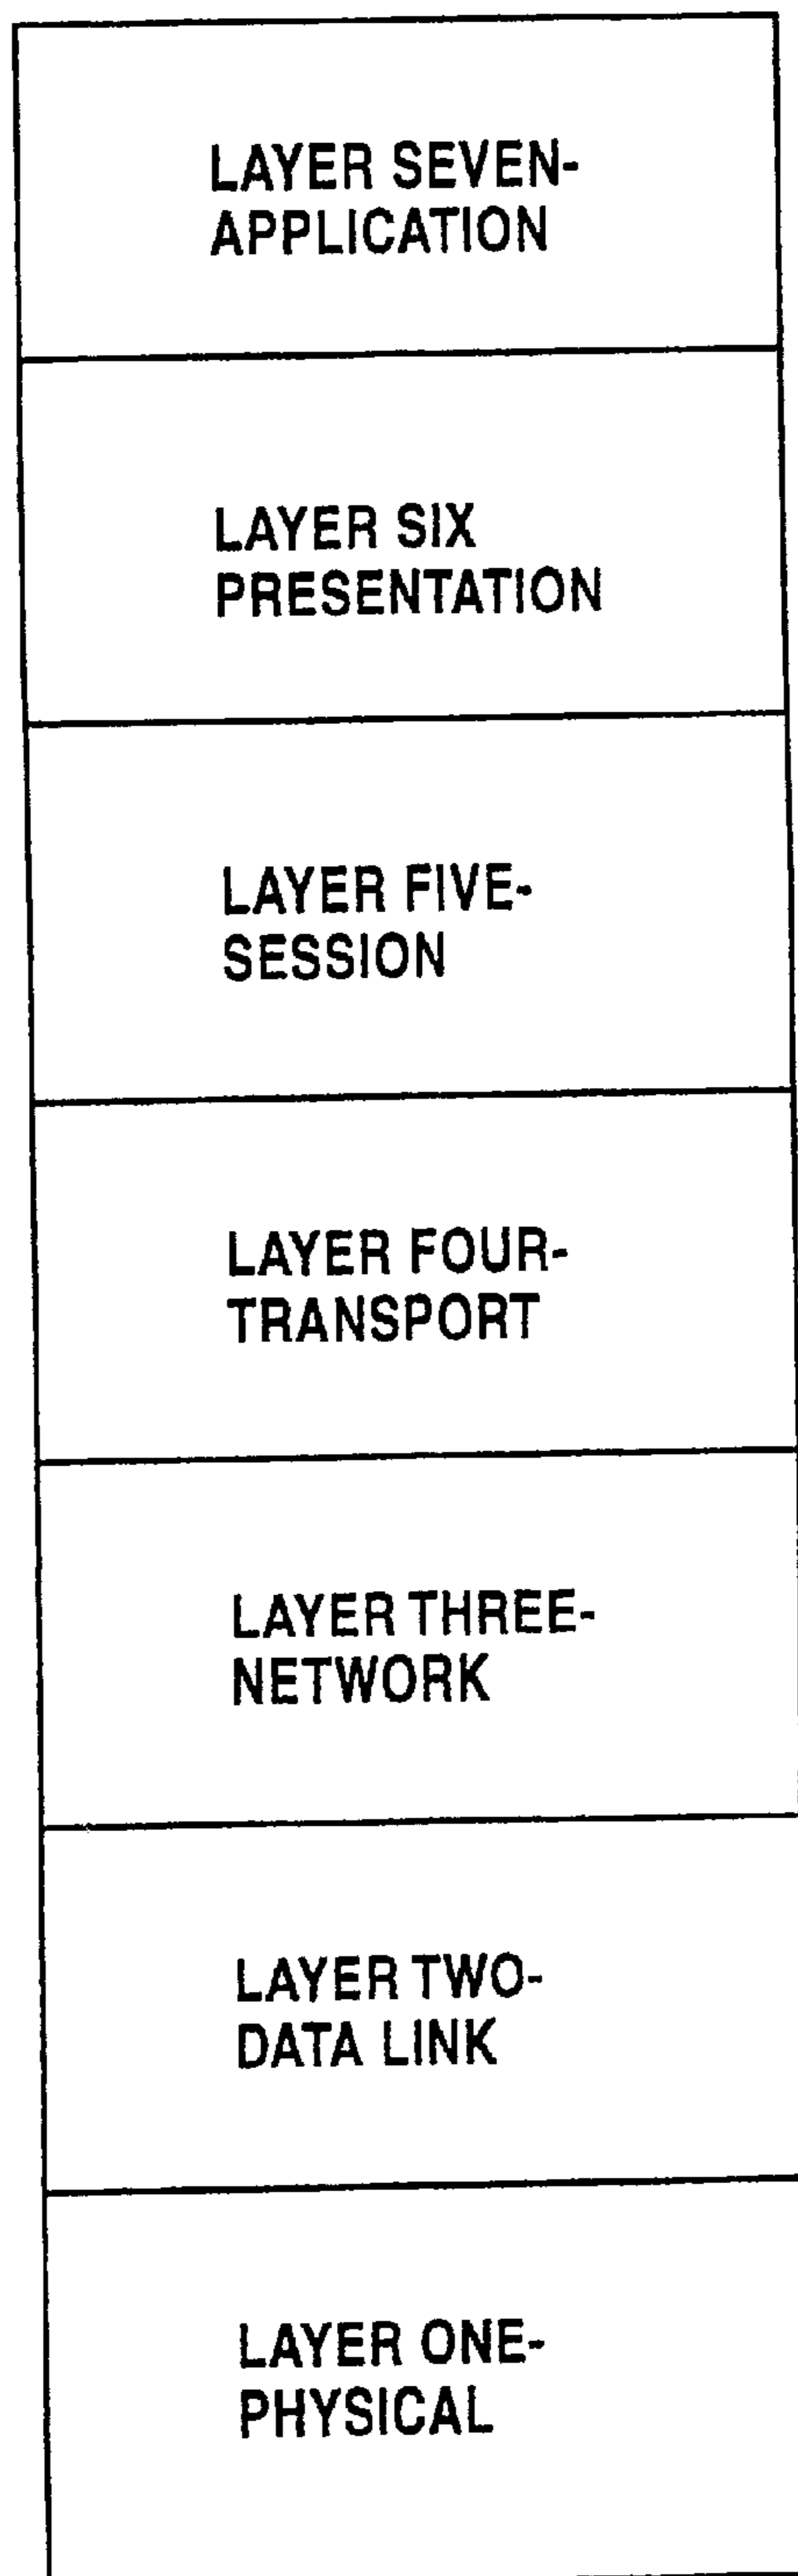 LAYER SEVEN-
APPLICATION
LAYER SIX
PRESENTATION
LAYER FIVE-
SESSION
LAYER FOUR-
TRANSPORT
LAYER THREE-
NETWORK
LAYER TWO-
DATA LINK
LAYER ONE-
PHYSICAL